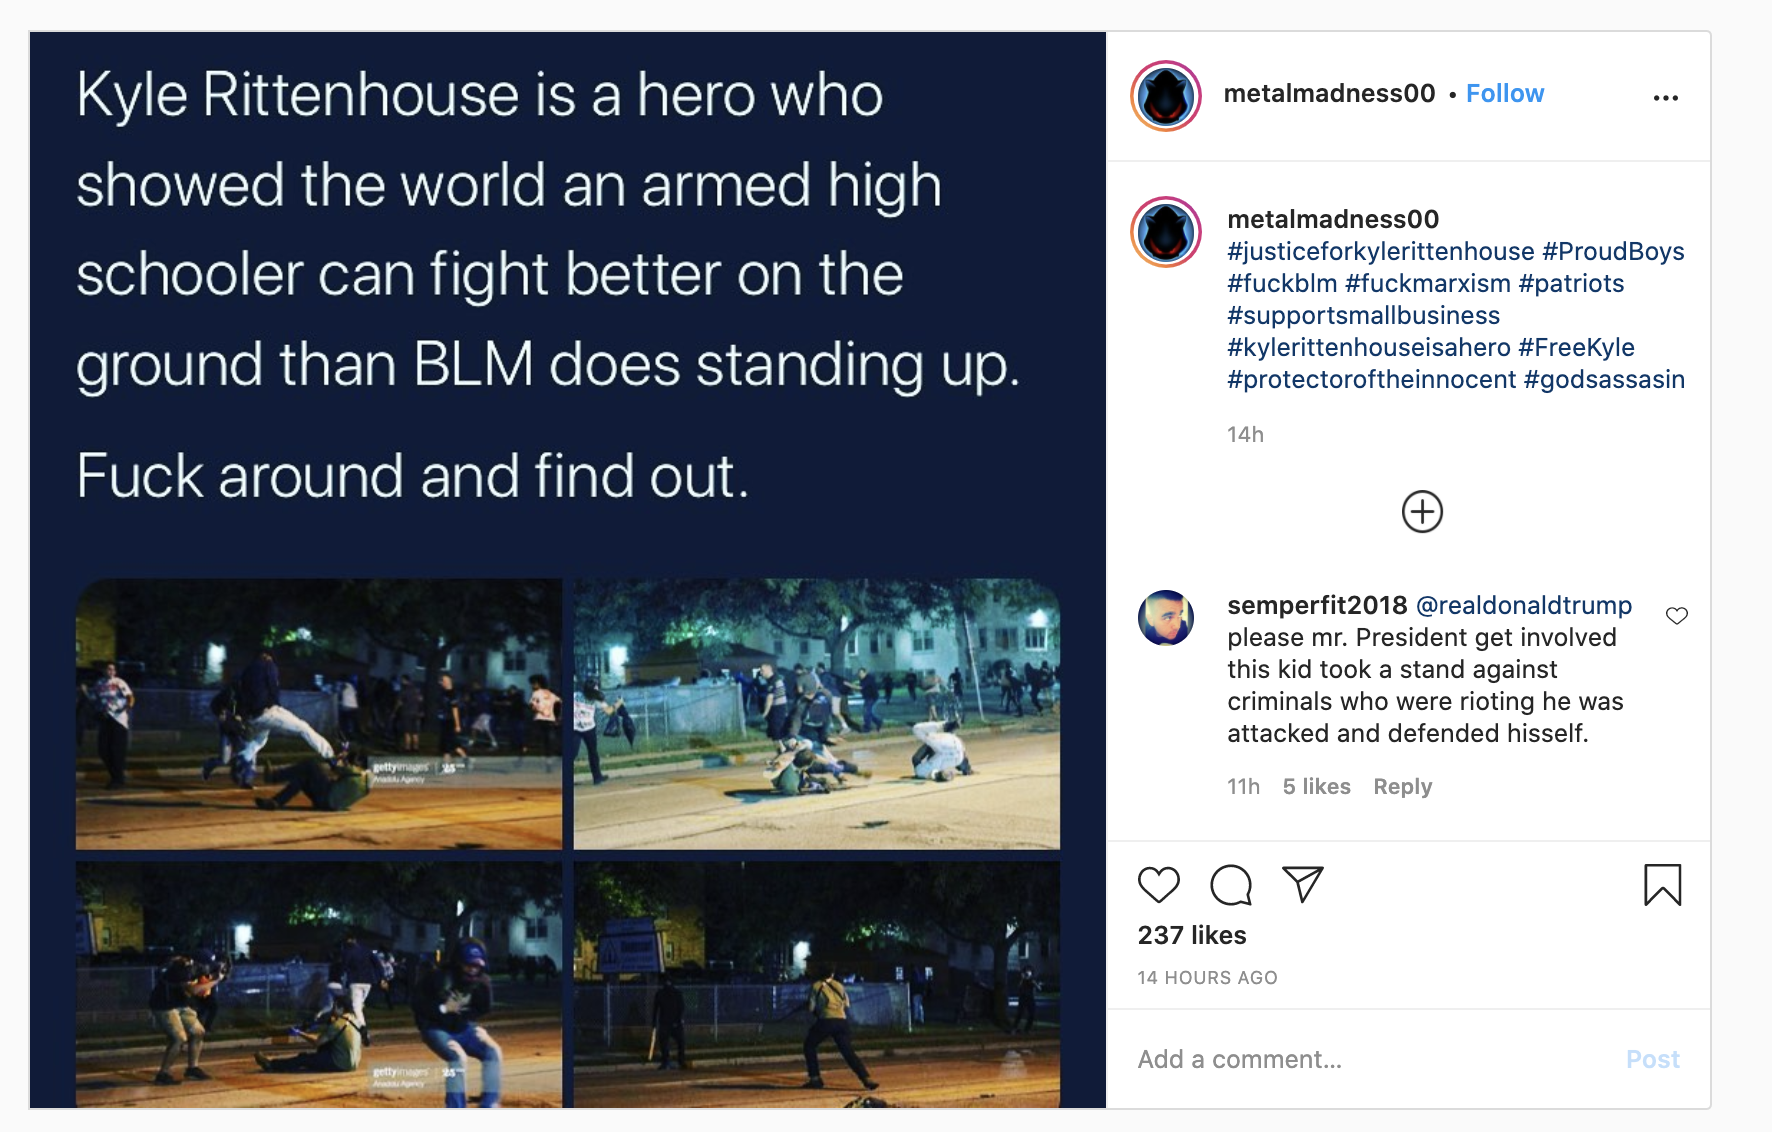 Kyle Rittenhouse is a hero who
showed the world an armed high
schooler can fight better on the
ground than BLM does standing up.
Fuck around and find out.
gettyimages
Anadolu Agency
gettyimages
Anadolu Agency
metalmadness00 • Follow
metalmadness00
#justiceforkylerittenhouse #ProudBoys
#fuckblm #fuckmarxism #patriots
#supportsmallbusiness
#kylerittenhouseisahero #FreeKyle
#protectoroftheinnocent #godsassasin
14h
semperfit2018 @realdonaldtrump
please mr. President get involved
this kid took a stand against
criminals who were rioting he was
attacked and defended hisself.
11h 5 likes Reply
237 likes
14 HOURS AGO
Add a comment... Post